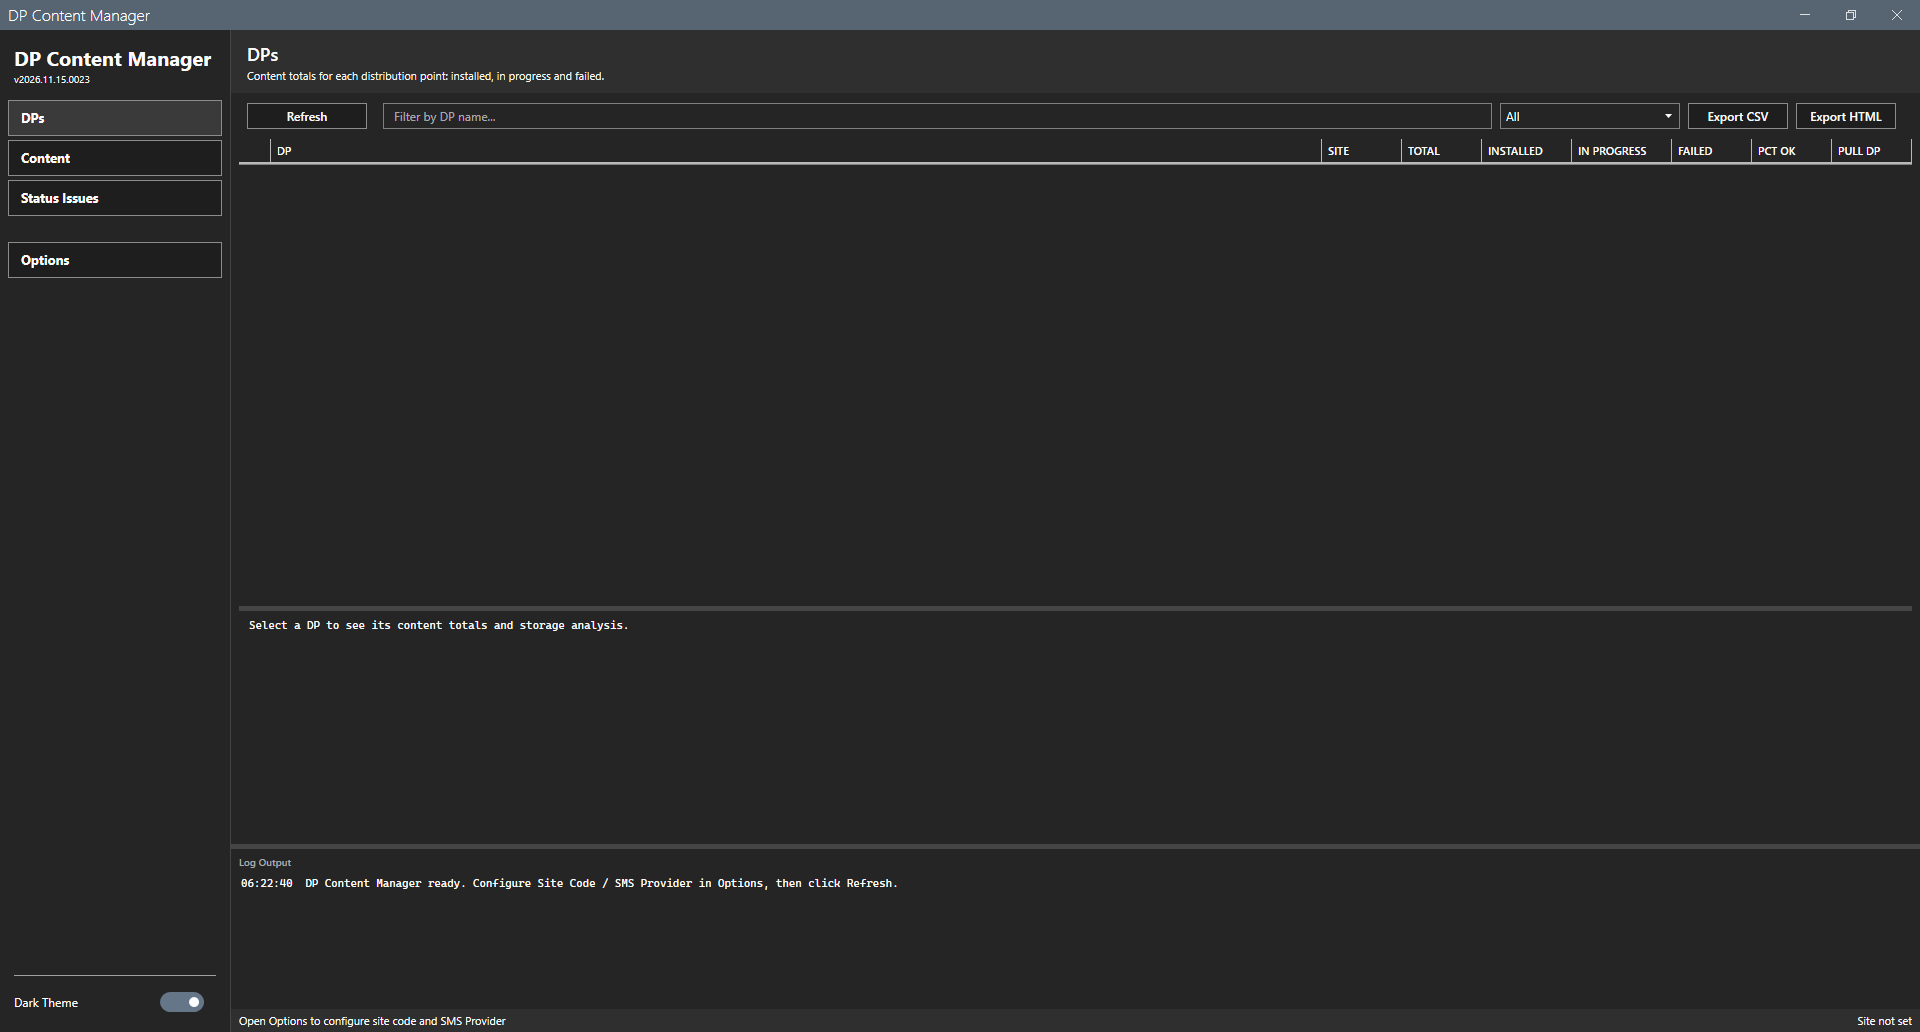 DP Content Manager
DP Content Manager
v2026.11.15.0023
DPs
Content
Status Issues
Options
Dark Theme
DPs
Content totals for each distribution point: installed, in progress and failed.
Refresh
Filter by DP name...
All
Export CSV
Export HTML
DP SITE TOTAL INSTALLED IN PROGRESS FAILED PCT OK PULL DP
Select a DP to see its content totals and storage analysis.
Log Output
06:22:40 DP Content Manager ready. Configure Site Code / SMS Provider in Options, then click Refresh.
Open Options to configure site code and SMS Provider
Site not set